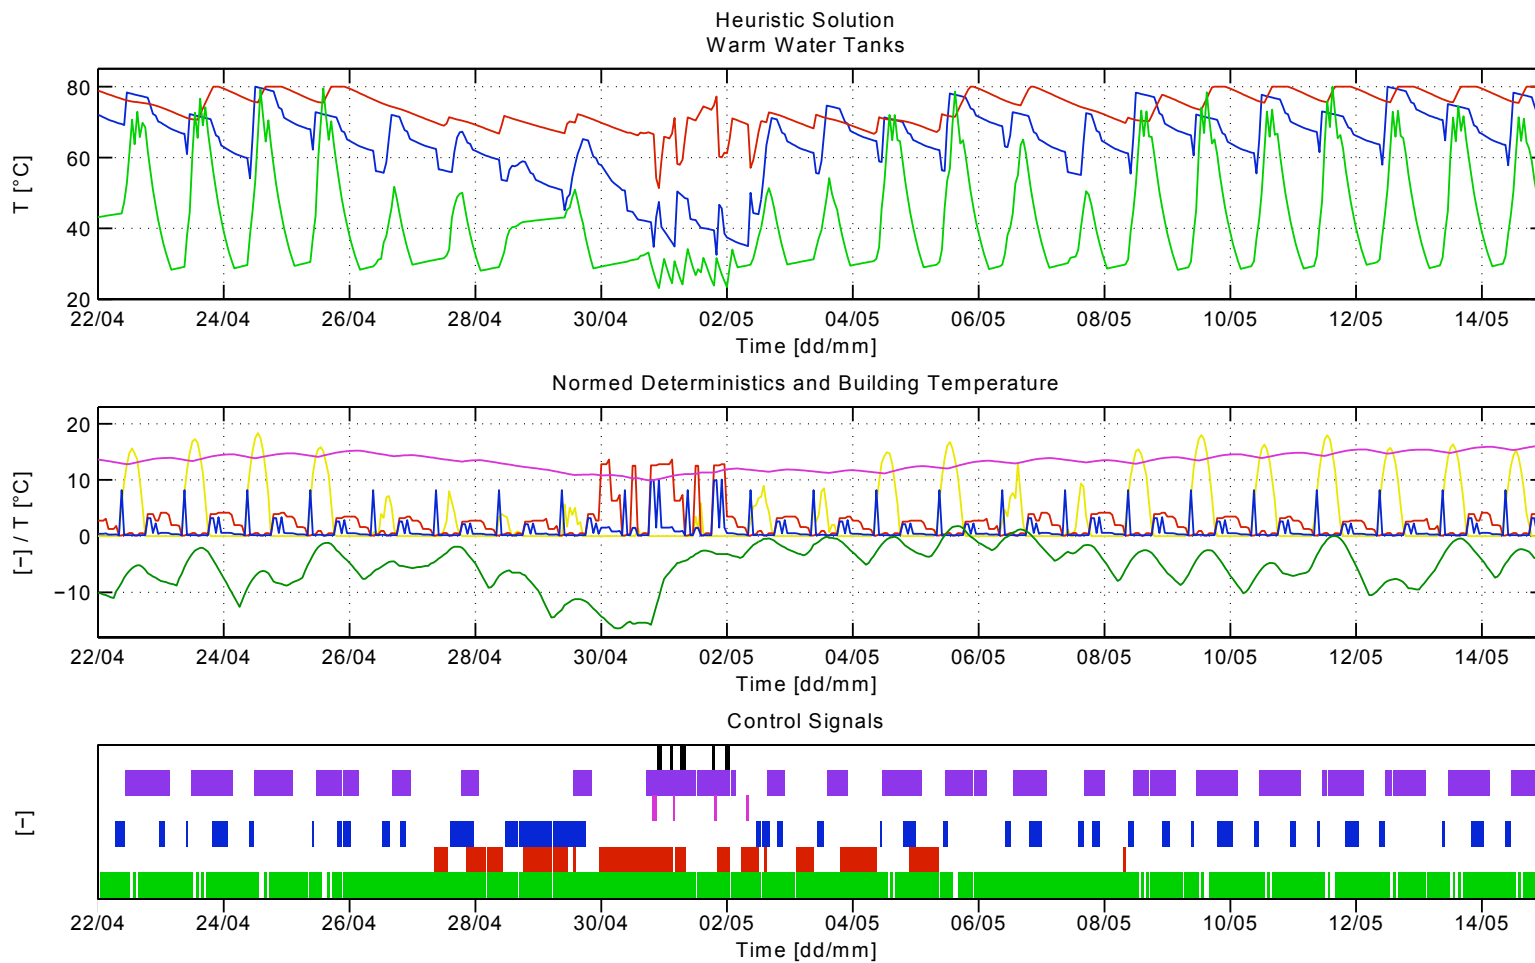 Heuristic Solution
Warm Water Tanks
T [°C]
80
60
40
20
22/04 24/04 26/04 28/04 30/04 02/05 04/05 06/05 08/05 10/05 12/05 14/05
Time [dd/mm]
Normed Deterministics and Building Temperature
[−] / T [°C]
20
10
0
−10
22/04 24/04 26/04 28/04 30/04 02/05 04/05 06/05 08/05 10/05 12/05 14/05
Time [dd/mm]
Control Signals
[−]
22/04 24/04 26/04 28/04 30/04 02/05 04/05 06/05 08/05 10/05 12/05 14/05
Time [dd/mm]